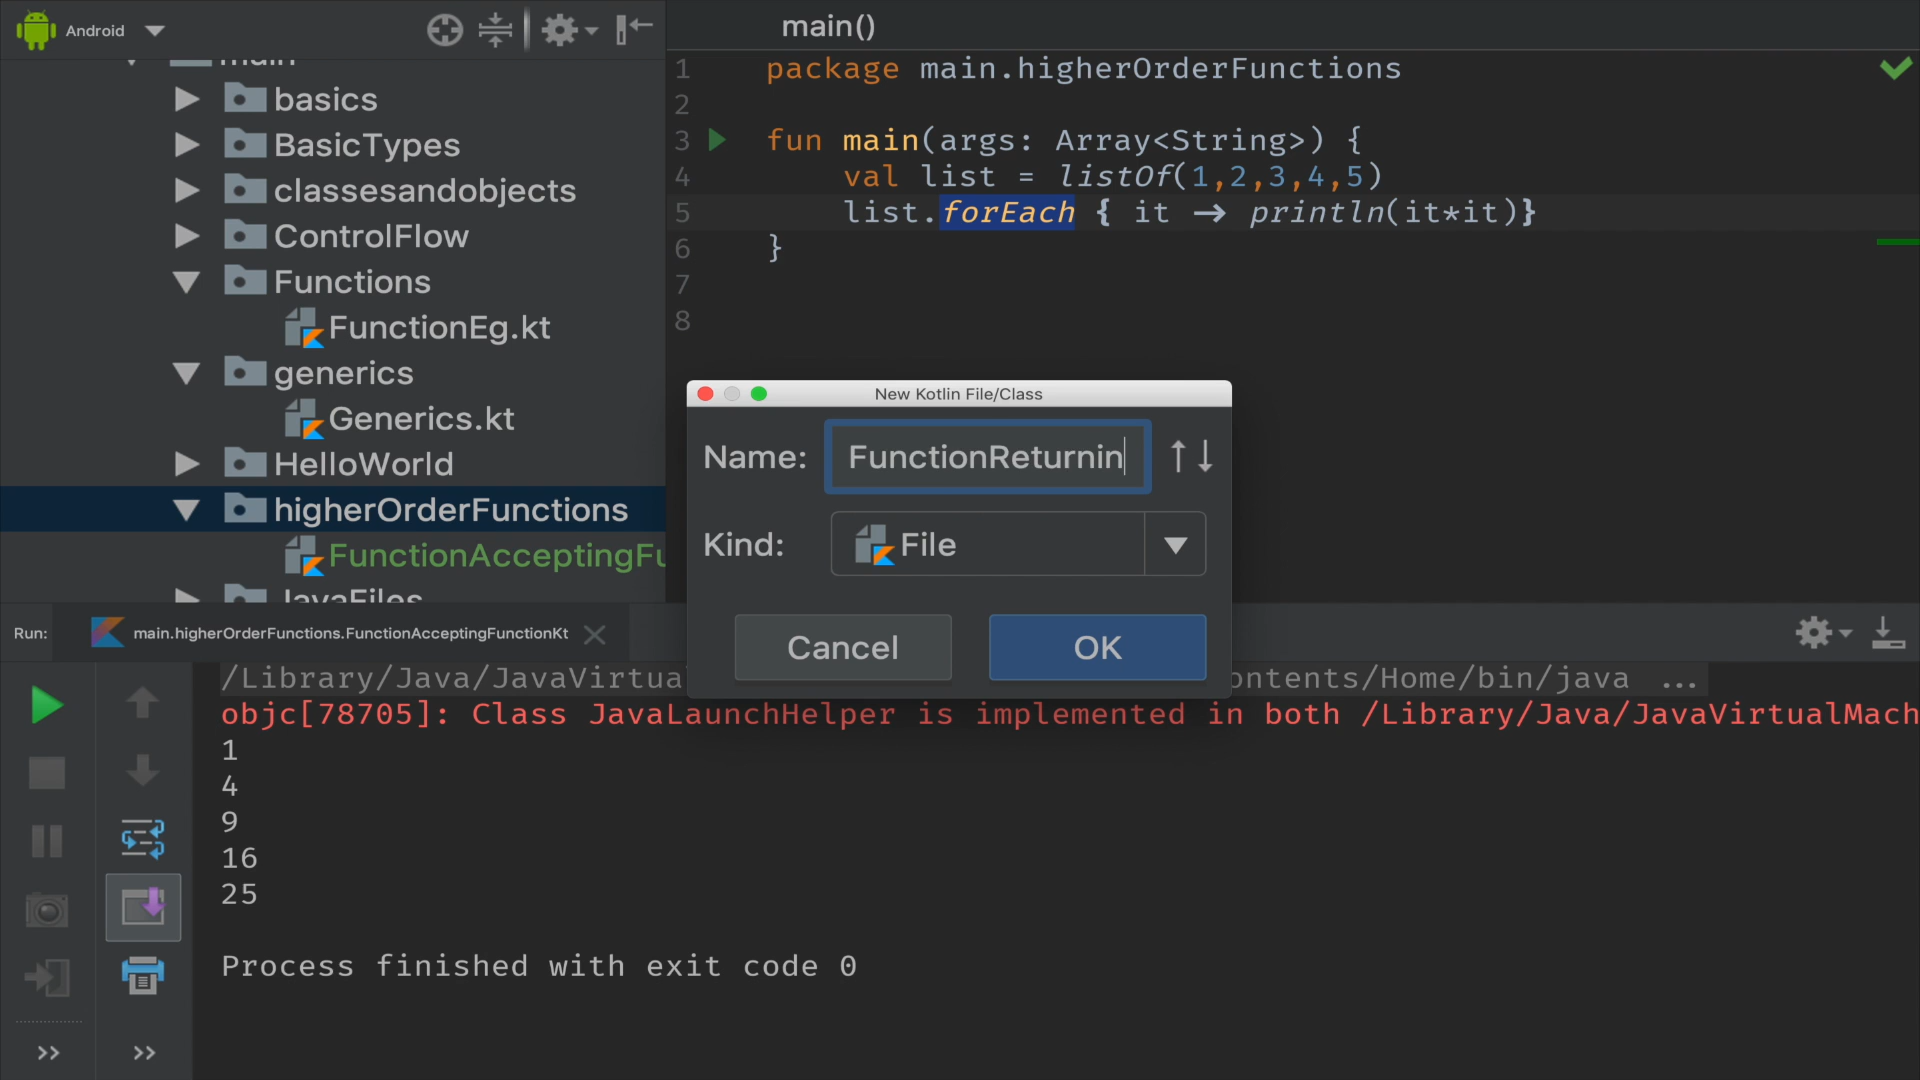 Android
main
basics
BasicTypes
classesandobjects
ControlFlow
Functions
FunctionEg.kt
generics
Generics.kt
HelloWorld
higherOrderFunctions
FunctionAcceptingFu
JavaFiles
main()
1 package main.higherOrderFunctions
2
3 fun main(args: Array<String>) {
4 val list = listOf(1,2,3,4,5)
5 list.forEach { it → println(it*it)}
6 }
7
8
New Kotlin File/Class
Name: FunctionReturnin
Kind: File
Cancel OK
Run: main.higherOrderFunctions.FunctionAcceptingFunctionKt
/Library/Java/JavaVirtua ontents/Home/bin/java ...
objc[78705]: Class JavaLaunchHelper is implemented in both /Library/Java/JavaVirtualMach
1
4
9
16
25
Process finished with exit code 0